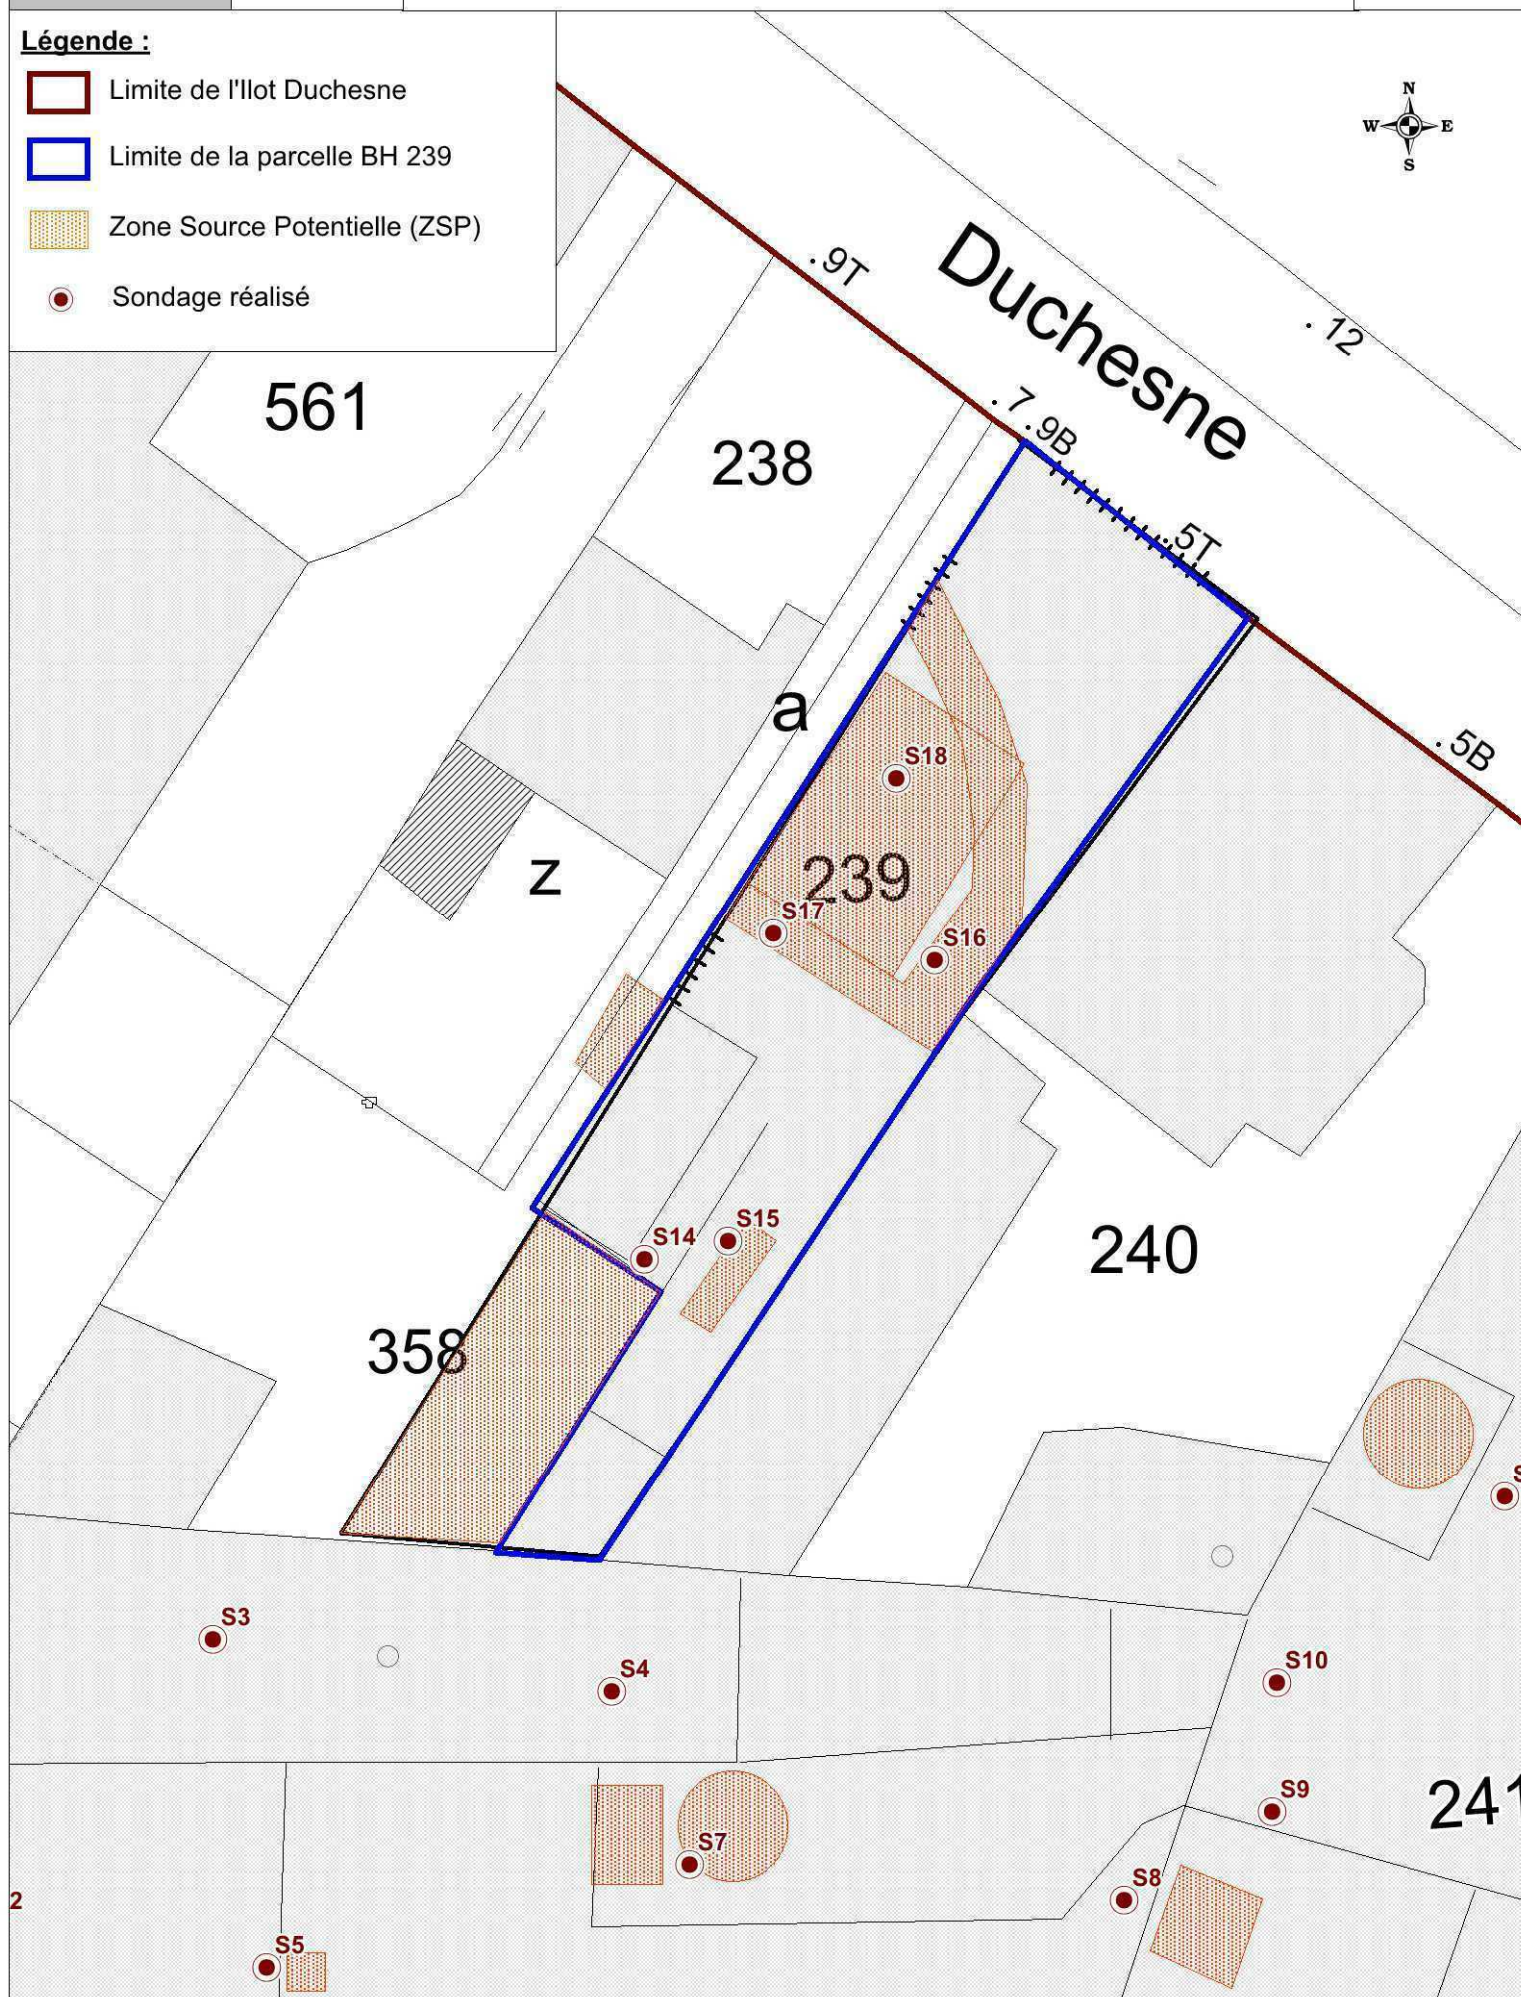 Légende :
Limite de l'Ilot Duchesne
Limite de la parcelle BH 239
Zone Source Potentielle (ZSP)
Sondage réalisé
N
W E
S
.9T
Duchesne
.12
561
.7
.9B
238
.5T
a
.5B
S18
z
239
S17
S16
S14
S15
240
358
S3
S4
S10
S9
241
S7
S8
2
S5